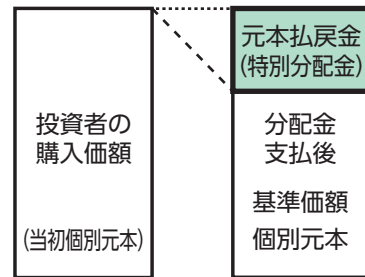 投資者の
購入価額
(当初個別元本)
元本払戻金
(特別分配金)
分配金
支払後
基準価額
個別元本